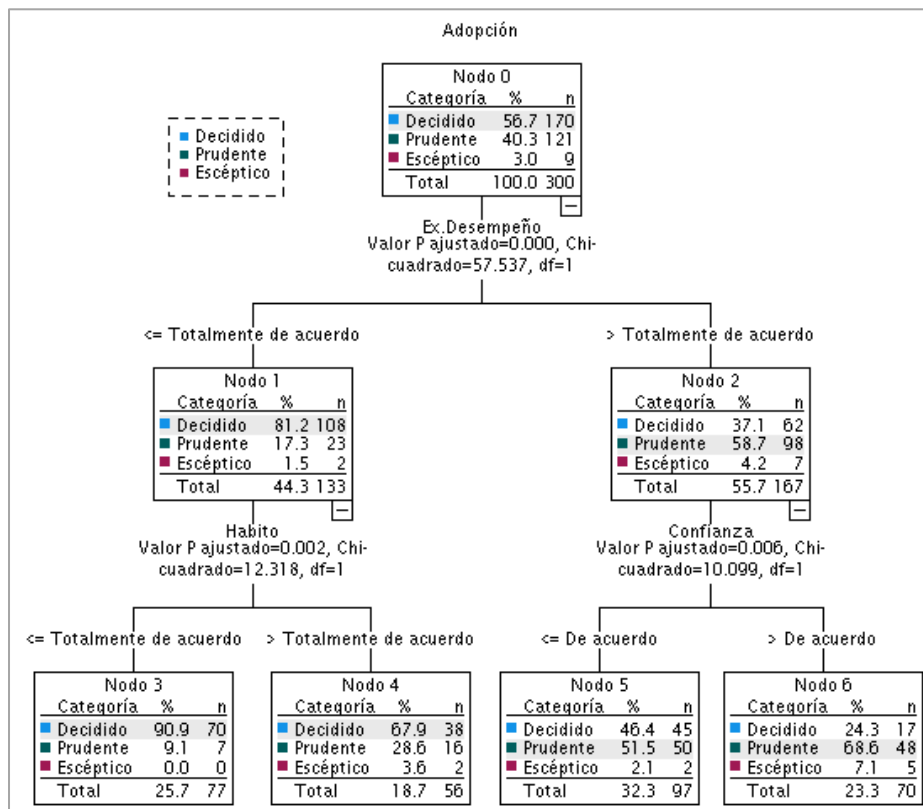 Adopción
Nodo 0
Categoría % n
Decidido 56.7 170
Prudente 40.3 121
Escéptico 3.0 9
Total 100.0 300
Decidido
Prudente
Escéptico
Ex.Desempeño
Valor P ajustado=0.000, Chi-
cuadrado=57.537, df=1
<= Totalmente de acuerdo
> Totalmente de acuerdo
Nodo 1
Categoría % n
Decidido 81.2 108
Prudente 17.3 23
Escéptico 1.5 2
Total 44.3 133
Nodo 2
Categoría % n
Decidido 37.1 62
Prudente 58.7 98
Escéptico 4.2 7
Total 55.7 167
Habito
Valor P ajustado=0.002, Chi-
cuadrado=12.318, df=1
Confianza
Valor P ajustado=0.006, Chi-
cuadrado=10.099, df=1
<= Totalmente de acuerdo
> Totalmente de acuerdo
<= De acuerdo
> De acuerdo
Nodo 3
Categoría % n
Decidido 90.9 70
Prudente 9.1 7
Escéptico 0.0 0
Total 25.7 77
Nodo 4
Categoría % n
Decidido 67.9 38
Prudente 28.6 16
Escéptico 3.6 2
Total 18.7 56
Nodo 5
Categoría % n
Decidido 46.4 45
Prudente 51.5 50
Escéptico 2.1 2
Total 32.3 97
Nodo 6
Categoría % n
Decidido 24.3 17
Prudente 68.6 48
Escéptico 7.1 5
Total 23.3 70